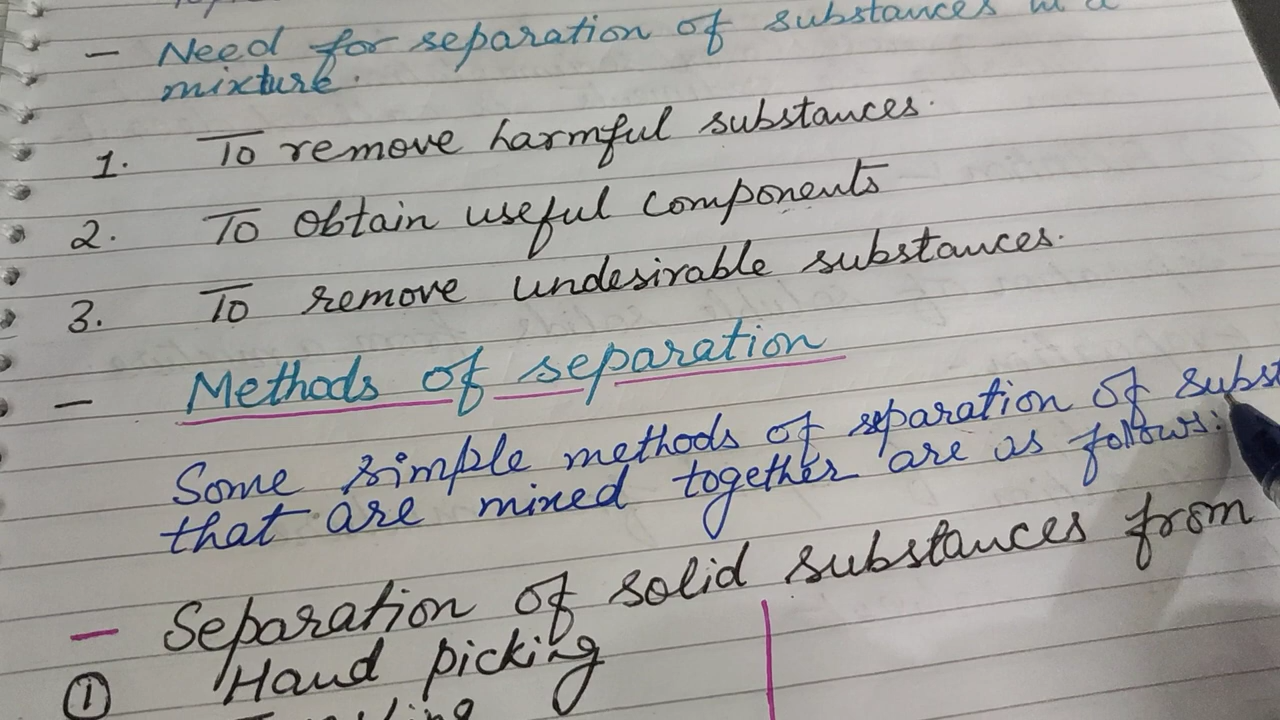 - Need for separation of substances in a
mixture.
1. To remove harmful substances.
2. To obtain useful components
3. To remove undesirable substances.
- Methods of separation
Some simple methods of separation of subst
that are mixed together are as follows:
- Separation of solid substances from
① Hand picking